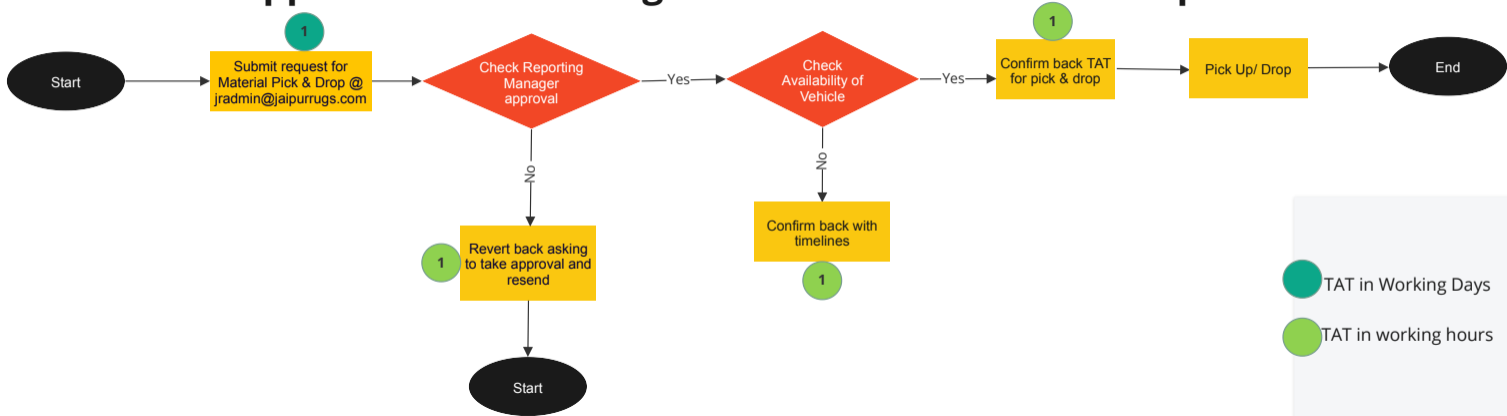 1
1
Start
Submit request for
Material Pick & Drop @
jradmin@jaipurrugs.com
Check Reporting
Manager
approval
Yes
Check
Availability of
Vehicle
Yes
Confirm back TAT
for pick & drop
Pick Up/ Drop
End
No
No
Revert back asking
to take approval and
resend
1
Confirm back with
timelines
1
Start
TAT in Working Days
TAT in working hours